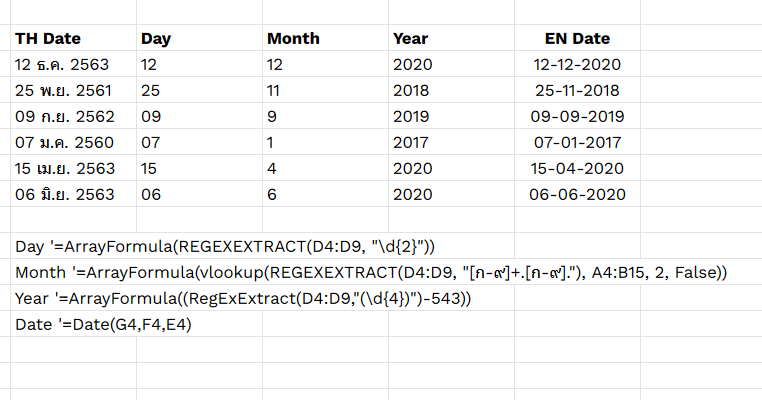 TH Date Day Month Year EN Date
12 ธ.ค. 2563 12 12 2020 12-12-2020
25 พ.ย. 2561 25 11 2018 25-11-2018
09 ก.ย. 2562 09 9 2019 09-09-2019
07 ม.ค. 2560 07 1 2017 07-01-2017
15 เม.ย. 2563 15 4 2020 15-04-2020
06 มิ.ย. 2563 06 6 2020 06-06-2020
Day '=ArrayFormula(REGEXEXTRACT(D4:D9, "\d{2}"))
Month '=ArrayFormula(vlookup(REGEXEXTRACT(D4:D9, "[ก-๙]+.[ก-๙]."), A4:B15, 2, False))
Year '=ArrayFormula((RegExExtract(D4:D9,"(\d{4})")-543))
Date '=Date(G4,F4,E4)